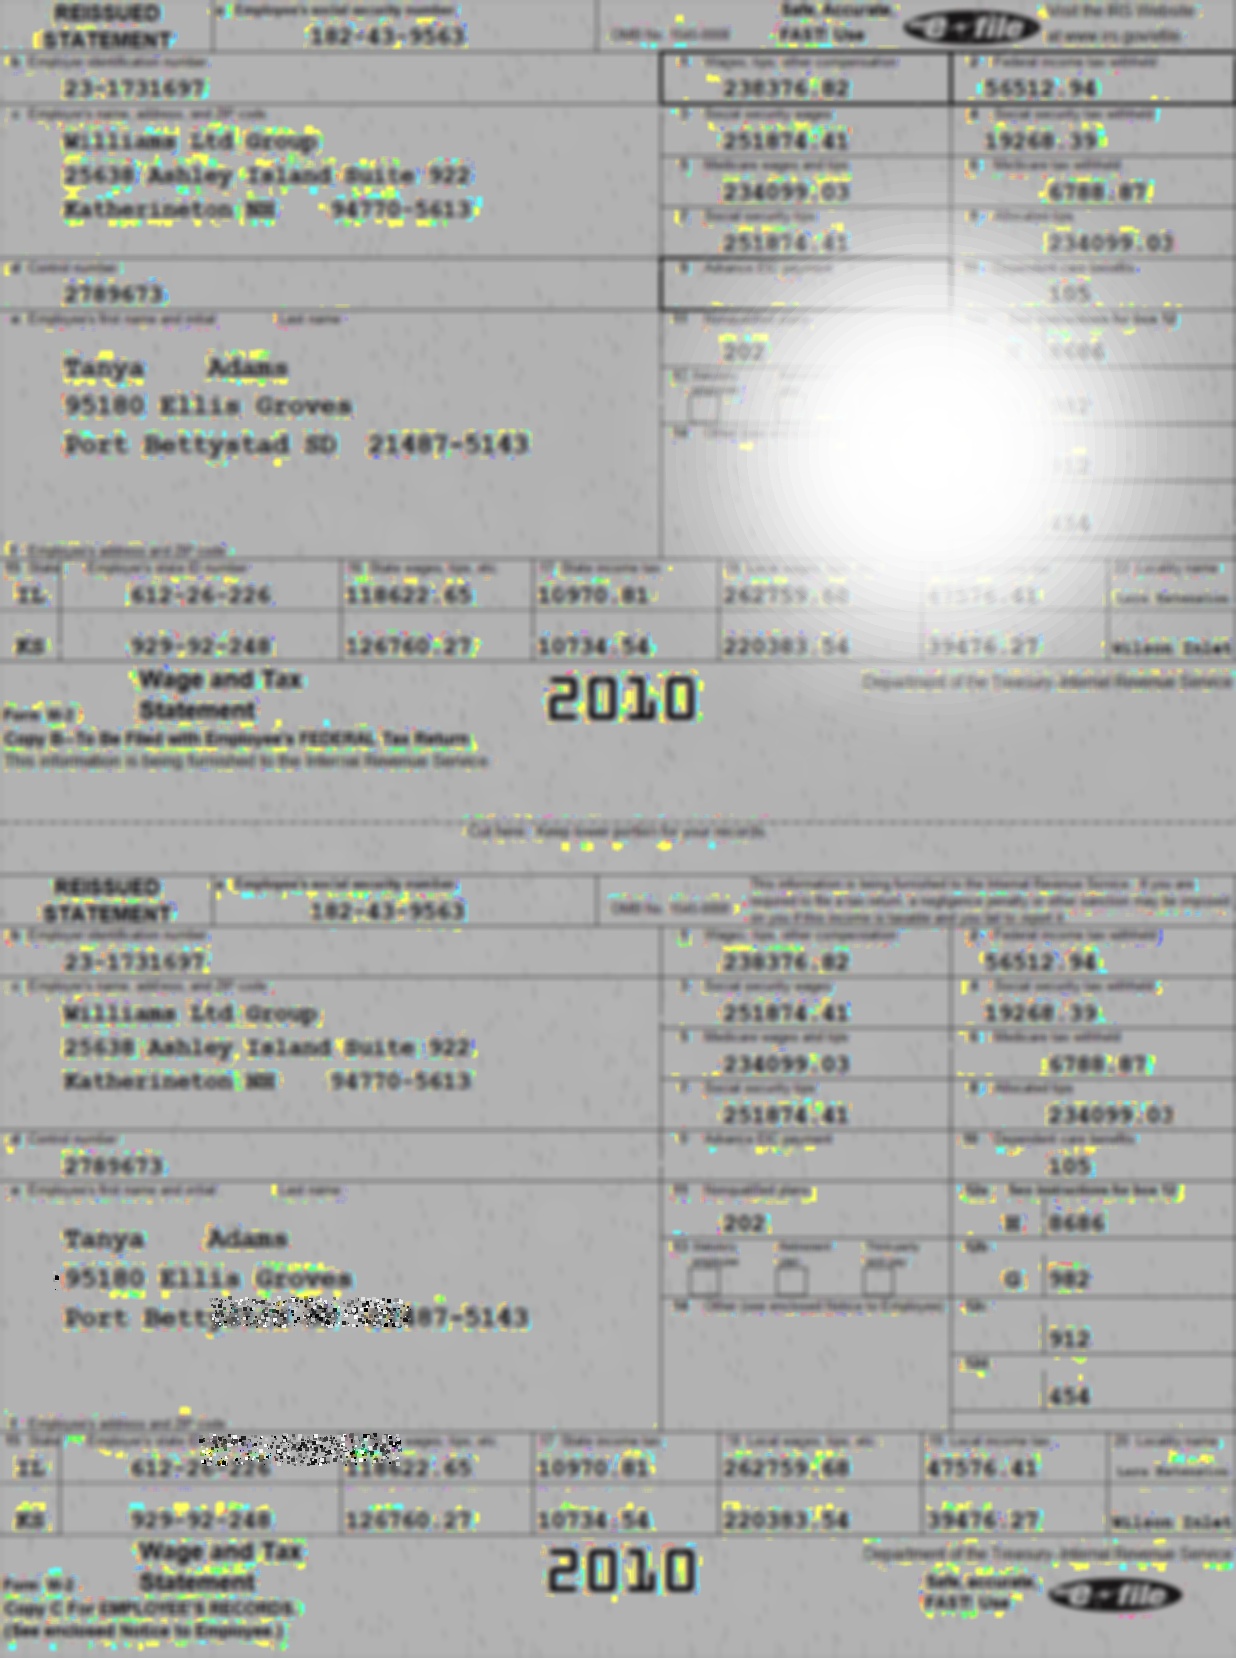 REISSUED
STATEMENT
a Employee's social security number
182-43-9563
OMB No. 1545-0008
Safe, Accurate,
FAST! Use
e-file
Visit the IRS Website
at www.irs.gov/efile
b Employer identification number
23-1731697
1 Wages, tips, other compensation
238376.82
2 Federal income tax withheld
56512.94
c Employer's name, address, and ZIP code
Williams Ltd Group
25638 Ashley Island Suite 922
Katherineton NH 94770-5613
3 Social security wages
251874.41
4 Social security tax withheld
19268.39
5 Medicare wages and tips
234099.03
6 Medicare tax withheld
6788.87
7 Social security tips
251874.41
8 Allocated tips
234099.03
d Control number
2789673
9 Advance EIC payment
10 Dependent care benefits
105
e Employee's first name and initial Last name
Tanya Adams
95180 Ellis Groves
Port Bettystad SD 21487-5143
11 Nonqualified plans
202
See instructions for box 12
8686
14 Other
912
454
f Employee's address and ZIP code
15 State Employer's state ID number
16 State wages, tips, etc.
17 State income tax
20 Locality name
IL 612-26-226 118622.65 10970.81 262759.68 47576.41
KS 929-92-248 126760.27 10734.54 220383.54 39476.27 Wilson Inlet
Form W-2
Wage and Tax
Statement
2010
Department of the Treasury-Internal Revenue Service
Copy B-To Be Filed with Employee's FEDERAL Tax Return.
This information is being furnished to the Internal Revenue Service.
Cut here. Keep lower portion for your records.
REISSUED
STATEMENT
a Employee's social security number
182-43-9563
OMB No. 1545-0008
This information is being furnished to the Internal Revenue Service. If you are
required to file a tax return, a negligence penalty or other sanction may be imposed
on you if this income is taxable and you fail to report it.
b Employer identification number
23-1731697
1 Wages, tips, other compensation
238376.82
2 Federal income tax withheld
56512.94
c Employer's name, address, and ZIP code
Williams Ltd Group
25638 Ashley Island Suite 922
Katherineton NH 94770-5613
3 Social security wages
251874.41
4 Social security tax withheld
19268.39
5 Medicare wages and tips
234099.03
6 Medicare tax withheld
6788.87
7 Social security tips
251874.41
8 Allocated tips
234099.03
d Control number
2789673
9 Advance EIC payment
10 Dependent care benefits
105
e Employee's first name and initial Last name
Tanya Adams
95180 Ellis Groves
Port 87-5143
11 Nonqualified plans
202
12a See instructions for box 12
H 8686
13 Statutory employee Retirement plan Third-party sick pay
12b
G 982
14 Other (see enclosed Notice to Employee)
12c
912
12d
454
f Employee's address and ZIP code
15 State Employer's state
wages, tips, etc.
17 State income tax
18 Local wages, tips, etc.
19 Local income tax
20 Locality name
IL 612-26-226 118622.65 10970.81 262759.68 47576.41
KS 929-92-248 126760.27 10734.54 220383.54 39476.27 Wilson Inlet
Form W-2
Wage and Tax
Statement
2010
Department of the Treasury-Internal Revenue Service
Copy C For EMPLOYEE'S RECORDS.
(See enclosed Notice to Employee.)
Safe, accurate,
FAST! Use
e-file